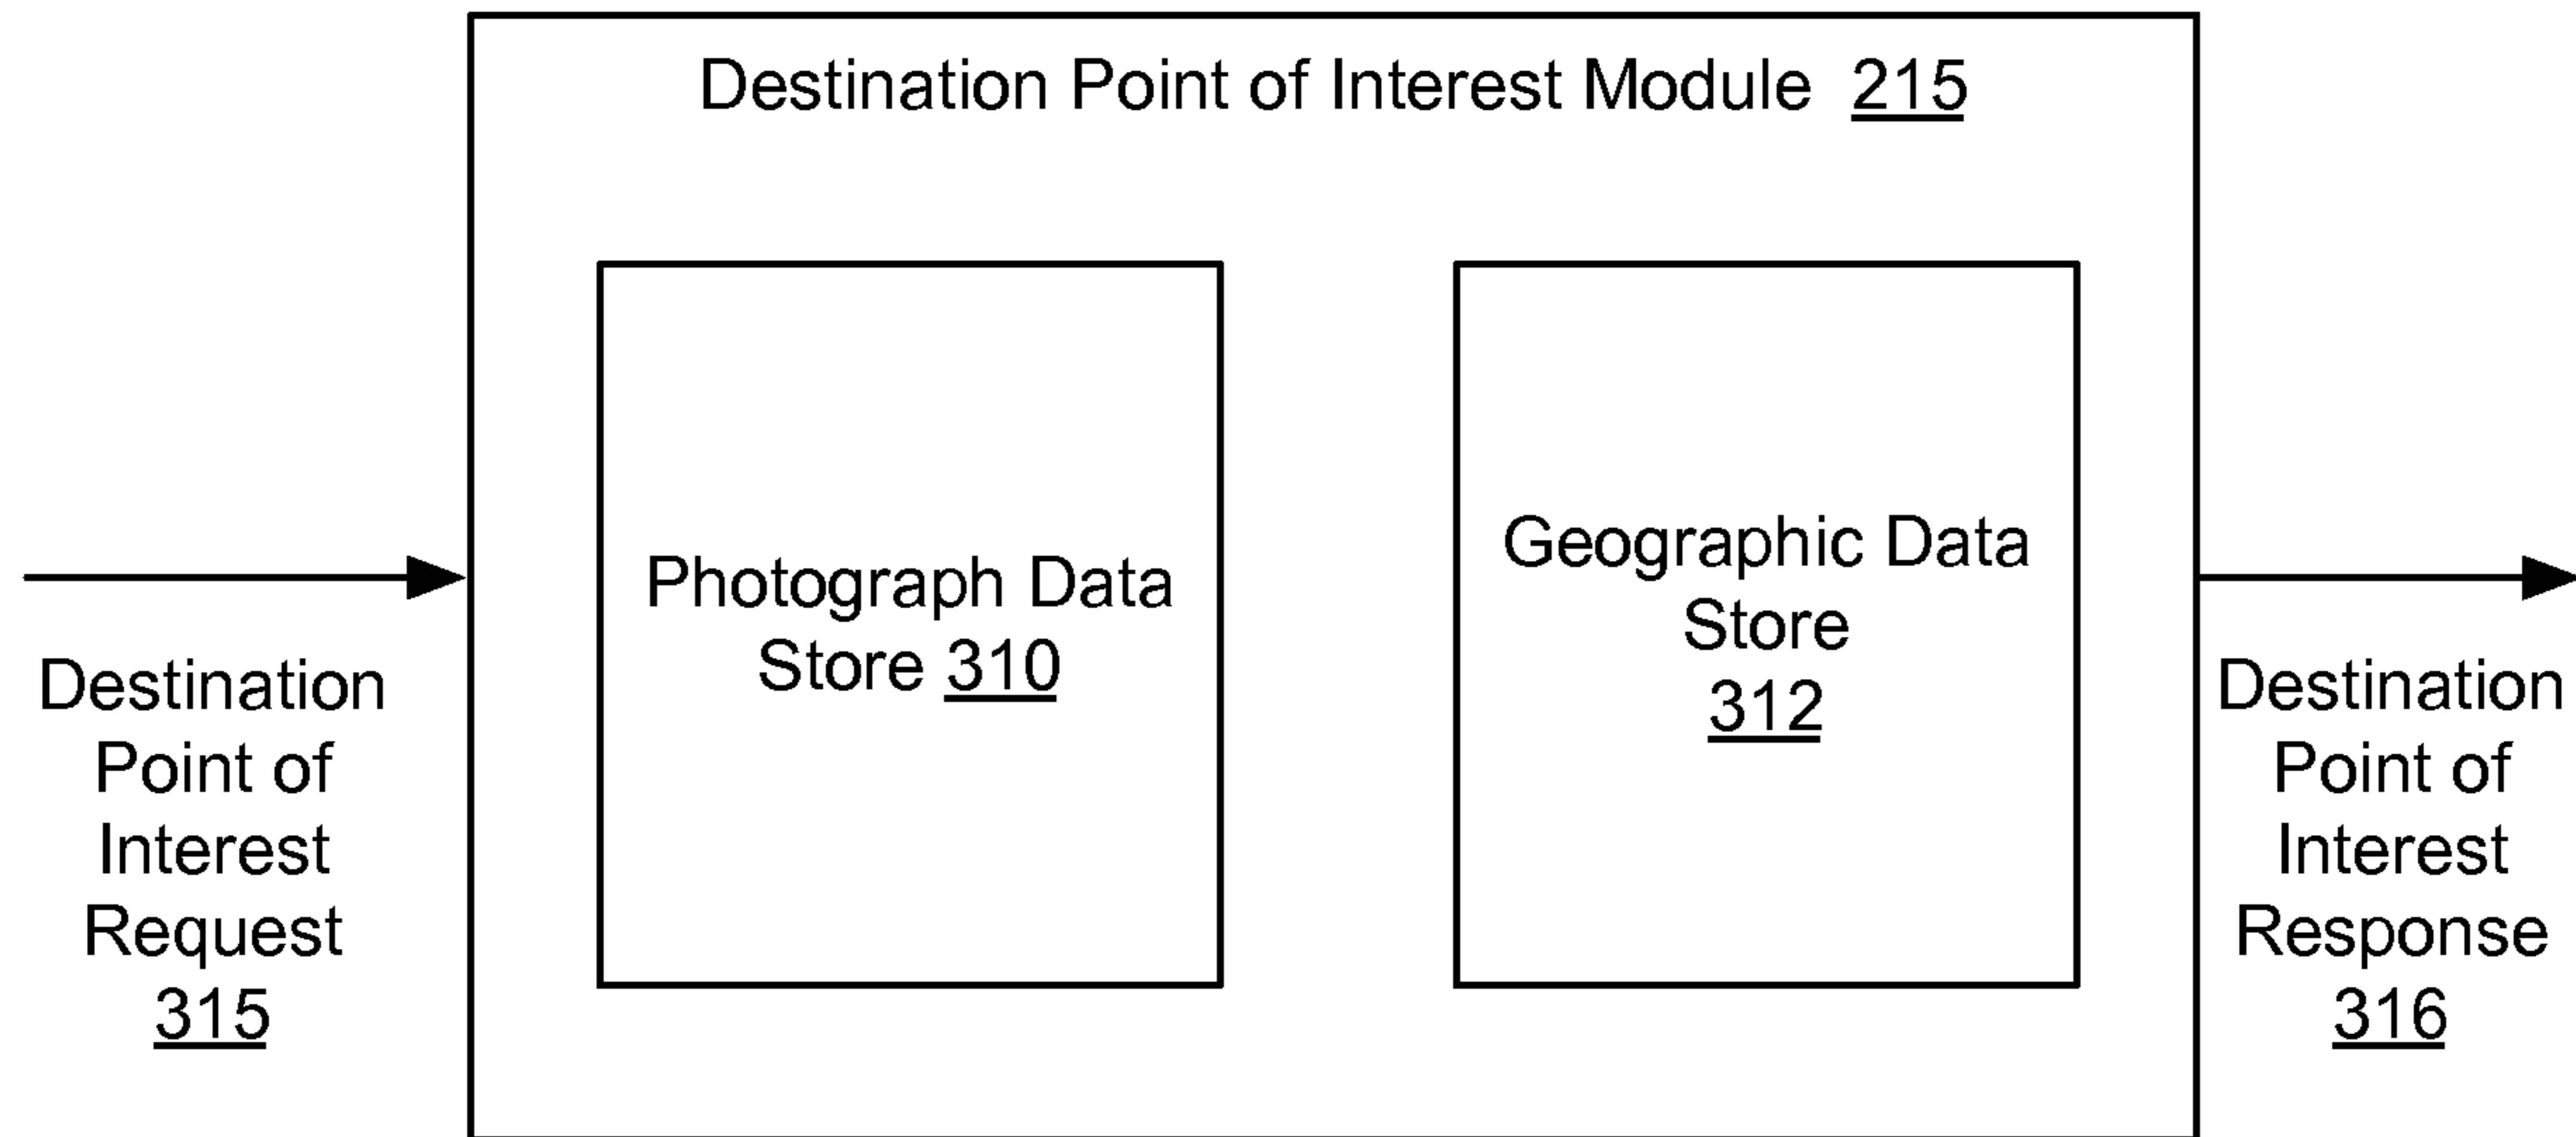 Destination Point of Interest Module 215
Photograph Data
Store 310
Geographic Data
Store
312
Destination
Point of
Interest
Request
315
Destination
Point of
Interest
Response
316